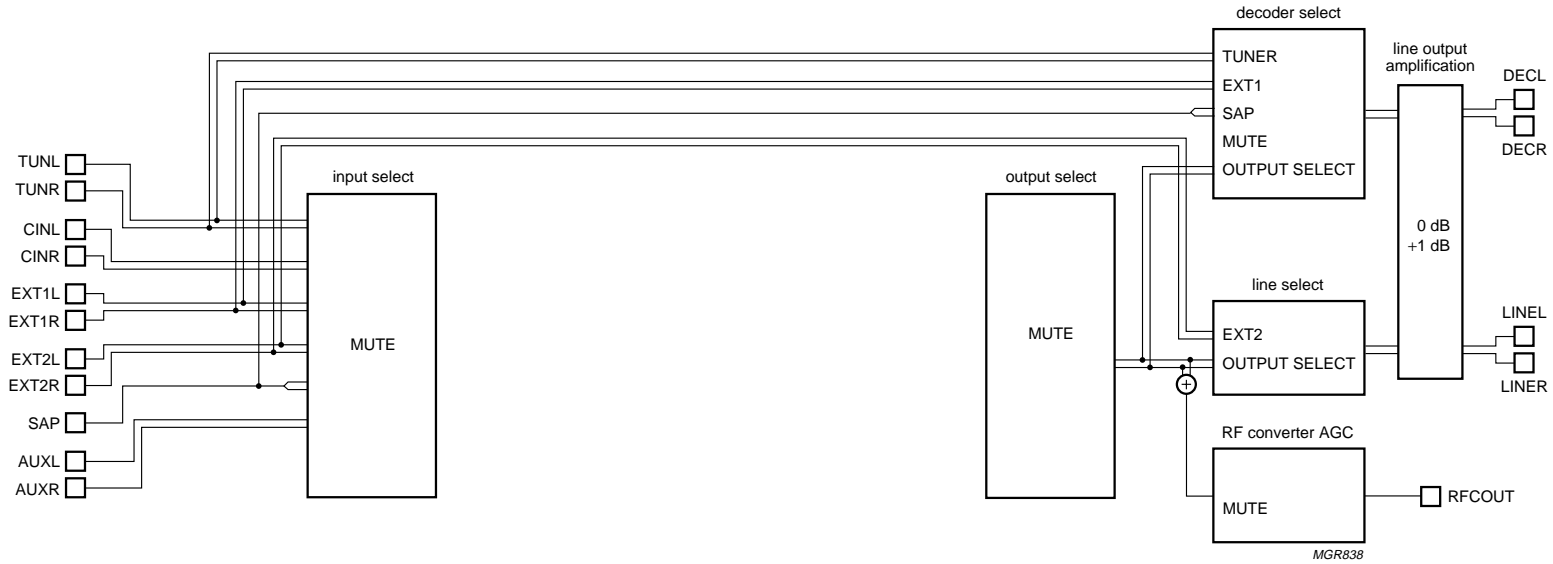 decoder select
TUNER
EXT1
SAP
MUTE
OUTPUT SELECT
line output
amplification
0 dB
+1 dB
DECL
DECR
TUNL
TUNR
CINL
CINR
EXT1L
EXT1R
EXT2L
EXT2R
SAP
AUXL
AUXR
input select
MUTE
output select
MUTE
line select
EXT2
OUTPUT SELECT
LINEL
LINER
+
RF converter AGC
MUTE
RFCOUT
MGR838